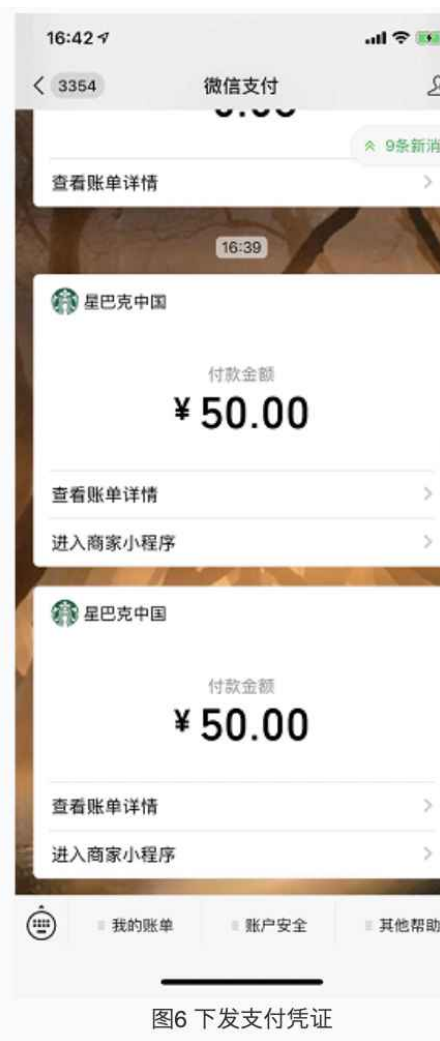 16:42
3354
微信支付
9条新消
查看账单详情
16:39
星巴克中国
付款金额
¥50.00
查看账单详情
进入商家小程序
星巴克中国
付款金额
¥50.00
查看账单详情
进入商家小程序
我的账单
账户安全
其他帮助
图6 下发支付凭证